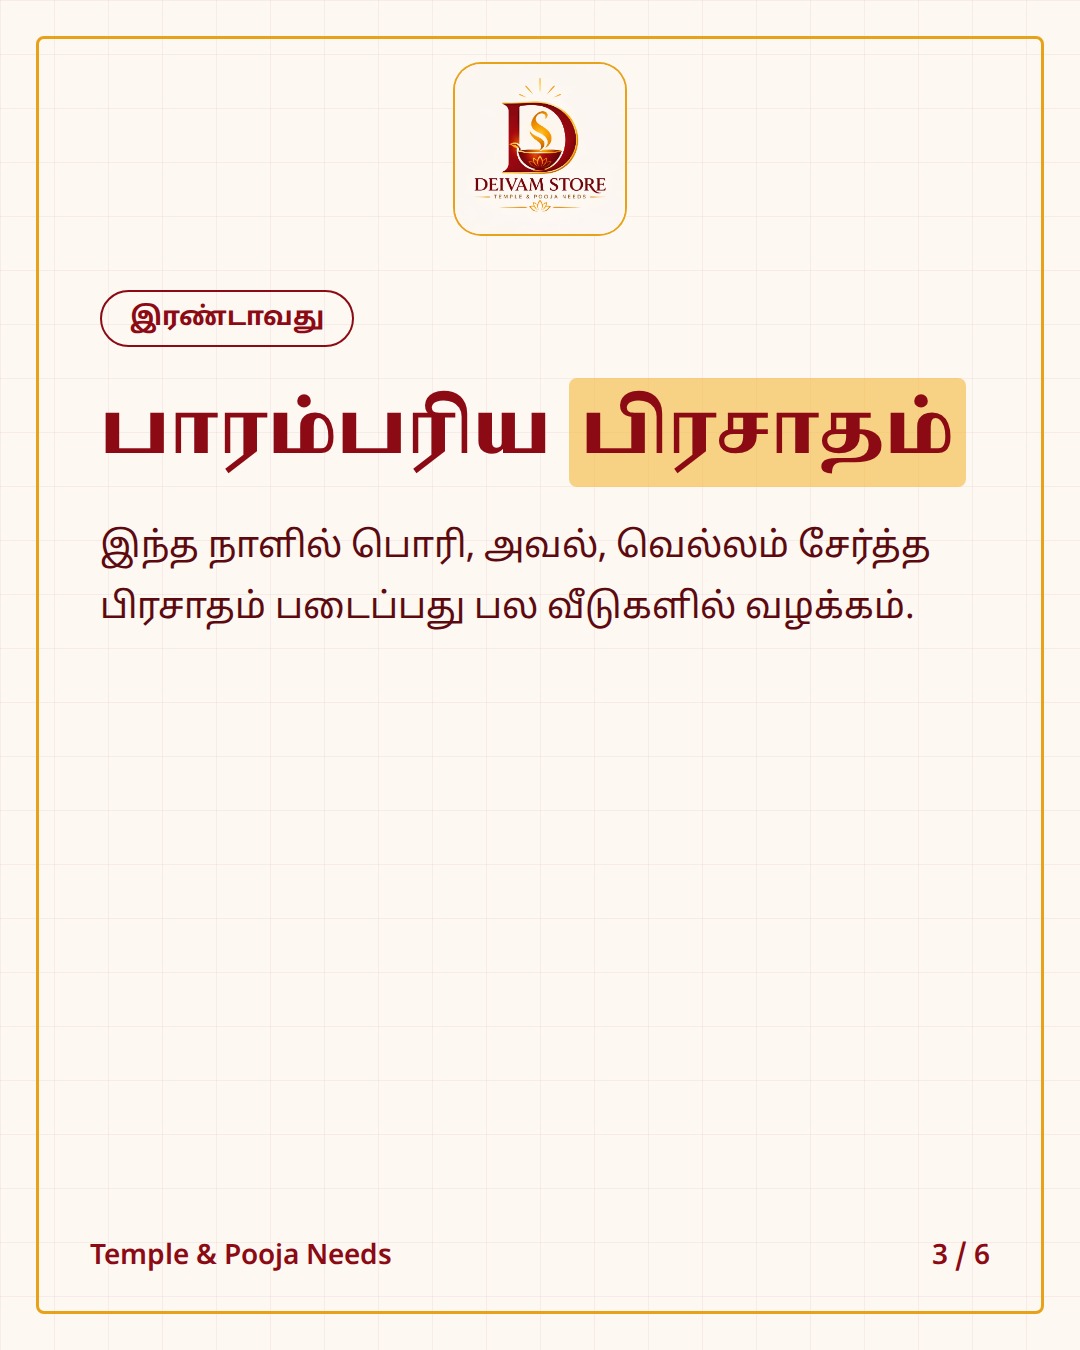 DEIVAM STORE
TEMPLE & POOJA NEEDS
இரண்டாவது
பாரம்பரிய பிரசாதம்
இந்த நாளில் பொரி, அவல், வெல்லம் சேர்த்த
பிரசாதம் படைப்பது பல வீடுகளில் வழக்கம்.
Temple & Pooja Needs
3 / 6